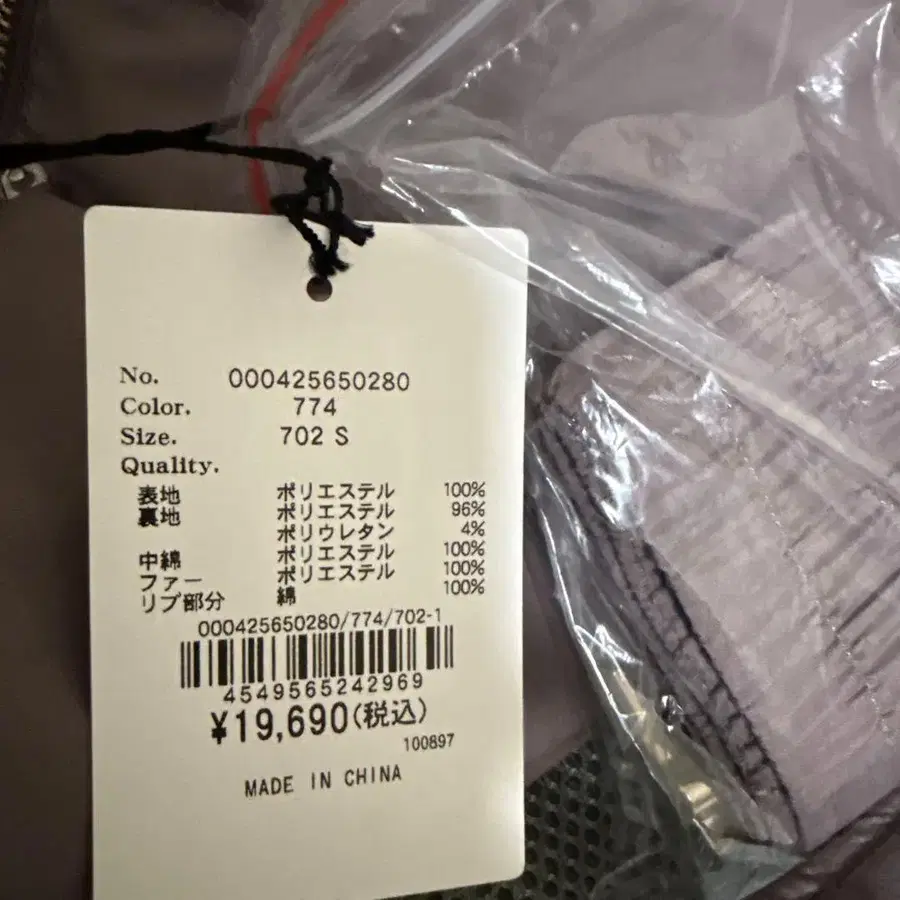 No. 000425650280
Color. 774
Size. 702 S
Quality.
表地 ポリエステル 100%
裏地 ポリエステル 96%
ポリウレタン 4%
中綿 ポリエステル 100%
ファー ポリエステル 100%
リブ部分 綿 100%
000425650280/774/702-1
4549565242969
¥19,690(税込)
100897
MADE IN CHINA